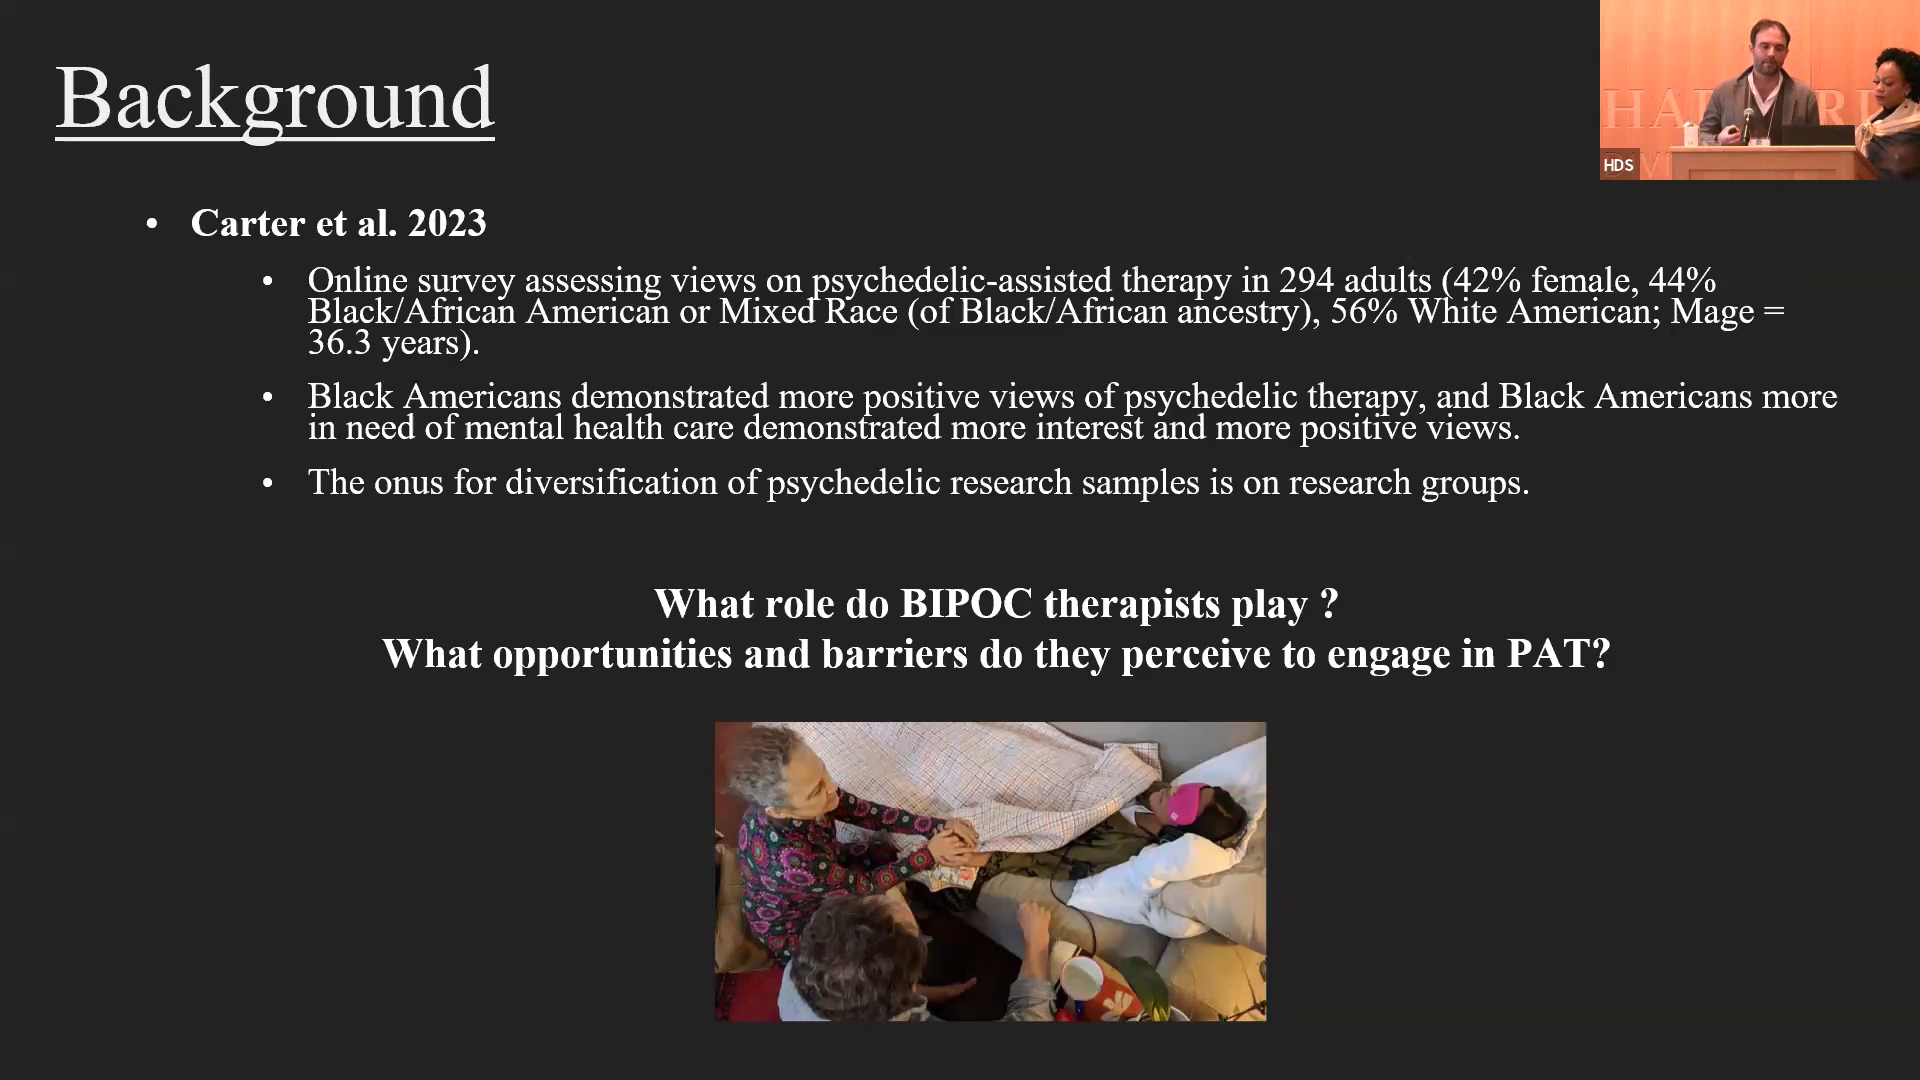 Background
HARVARD
HDS
• Carter et al. 2023
• Online survey assessing views on psychedelic-assisted therapy in 294 adults (42% female, 44%
Black/African American or Mixed Race (of Black/African ancestry), 56% White American; Mage =
36.3 years).
• Black Americans demonstrated more positive views of psychedelic therapy, and Black Americans more
in need of mental health care demonstrated more interest and more positive views.
• The onus for diversification of psychedelic research samples is on research groups.
What role do BIPOC therapists play ?
What opportunities and barriers do they perceive to engage in PAT?